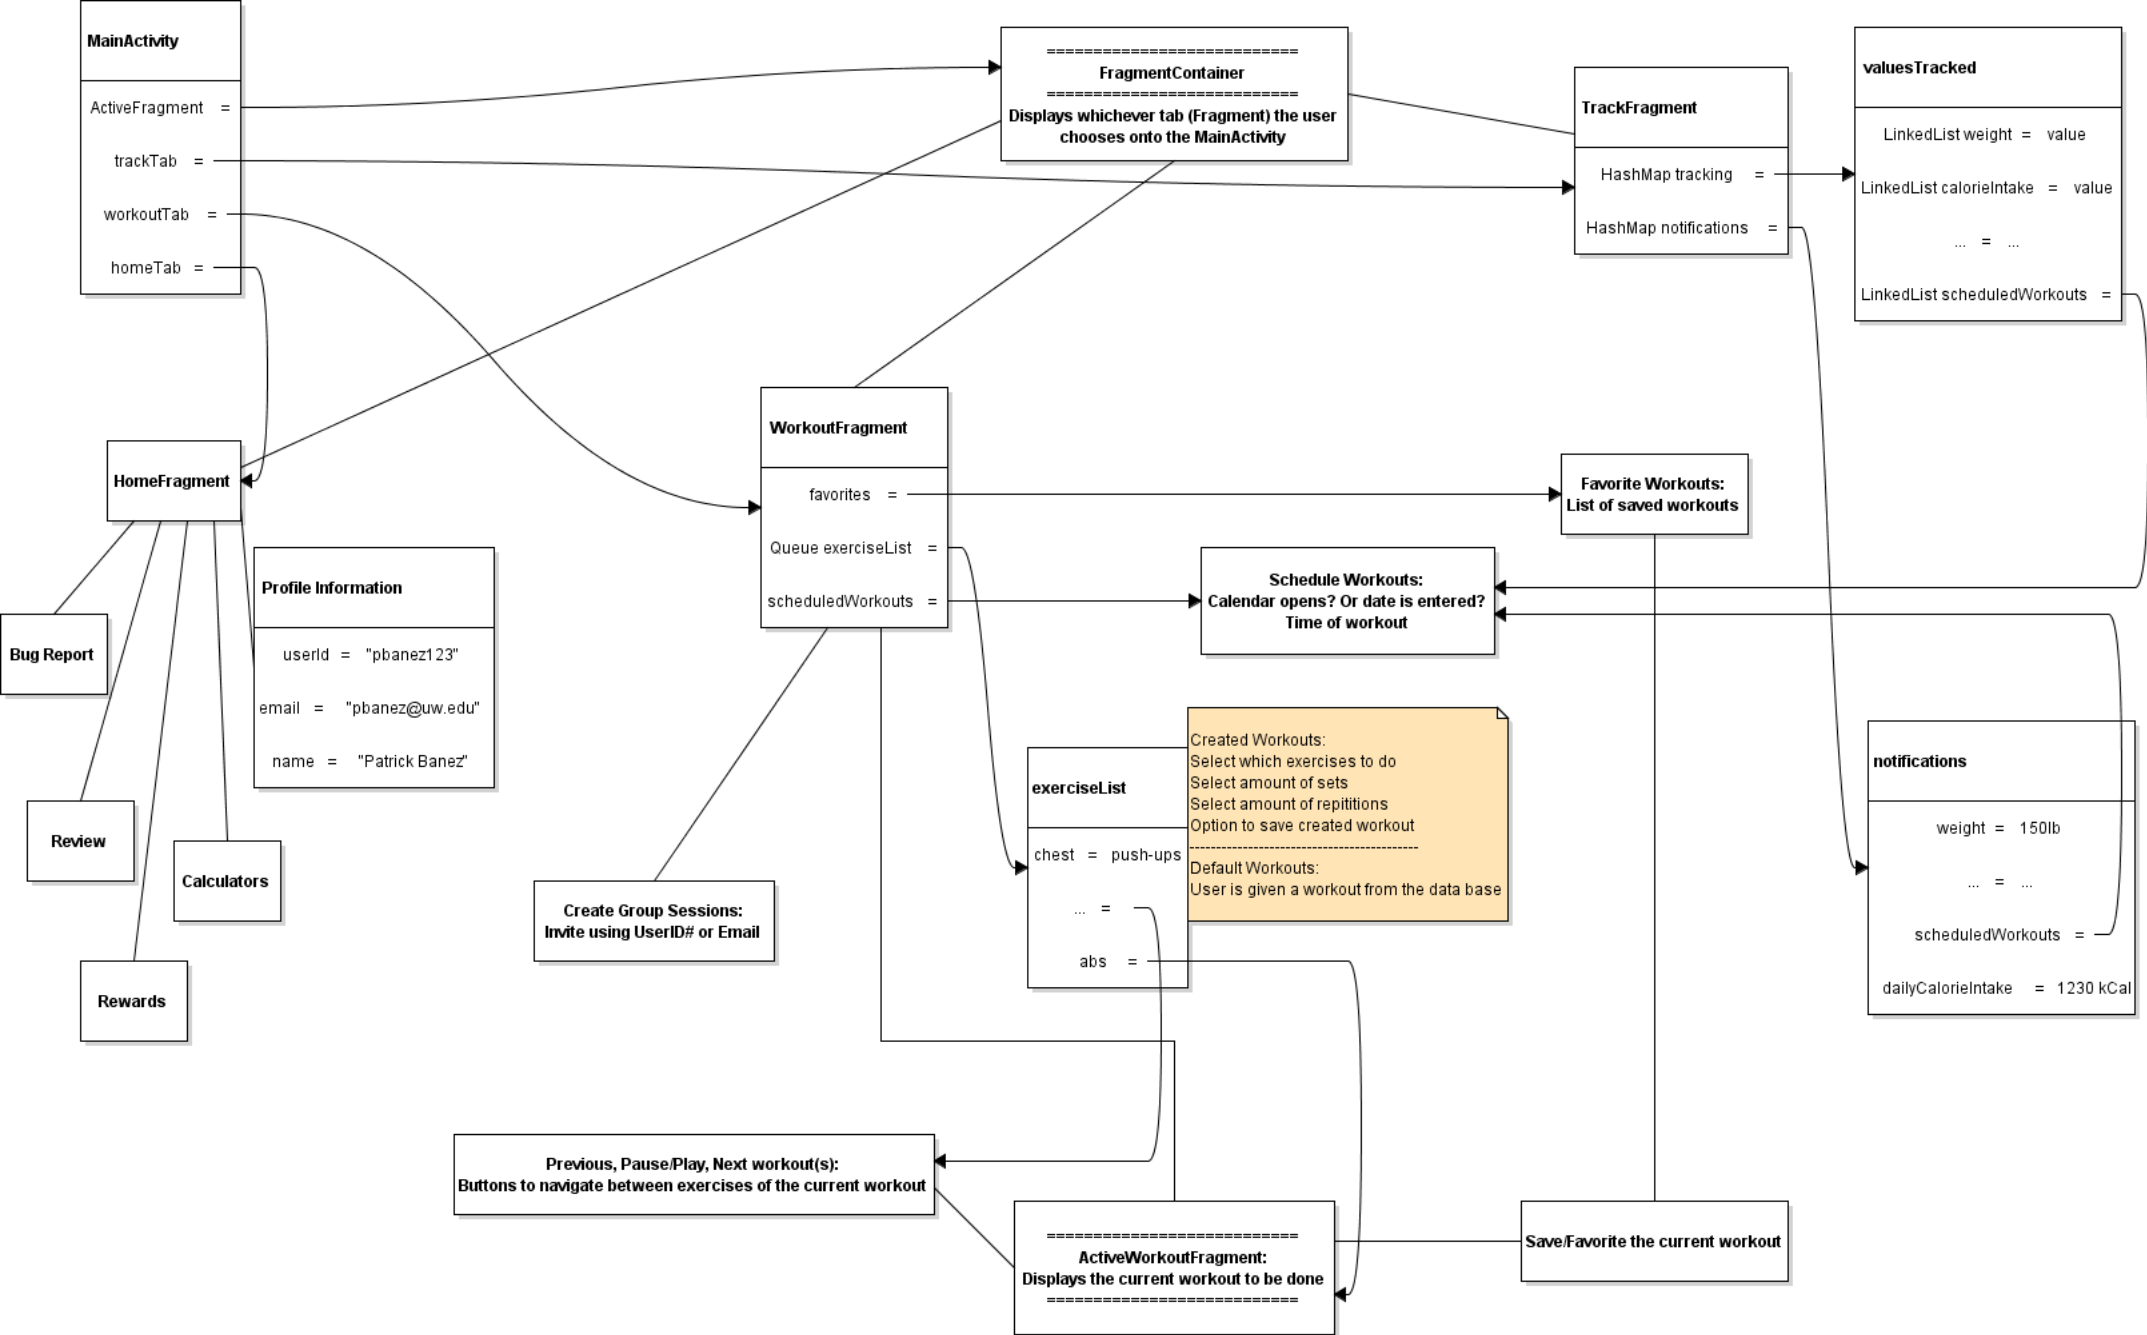 MainActivity
ActiveFragment =
trackTab =
workoutTab =
homeTab =
===========================
FragmentContainer
===========================
Displays whichever tab (Fragment) the user
chooses onto the MainActivity
TrackFragment
HashMap tracking =
HashMap notifications =
valuesTracked
LinkedList weight = value
LinkedList calorieIntake = value
... = ...
LinkedList scheduledWorkouts =
HomeFragment
WorkoutFragment
favorites =
Queue exerciseList =
scheduledWorkouts =
Favorite Workouts:
List of saved workouts
Schedule Workouts:
Calendar opens? Or date is entered?
Time of workout
Bug Report
Profile Information
userId = "pbanez123"
email = "pbanez@uw.edu"
name = "Patrick Banez"
Review
Calculators
Rewards
Create Group Sessions:
Invite using UserID# or Email
exerciseList
chest = push-ups
... =
abs =
Created Workouts:
Select which exercises to do
Select amount of sets
Select amount of repititions
Option to save created workout
-------------------------------------------
Default Workouts:
User is given a workout from the data base
notifications
weight = 150lb
... = ...
scheduledWorkouts =
dailyCalorieIntake = 1230 kCal
Previous, Pause/Play, Next workout(s):
Buttons to navigate between exercises of the current workout
===========================
ActiveWorkoutFragment:
Displays the current workout to be done
===========================
Save/Favorite the current workout